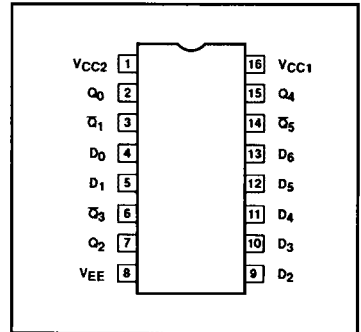 VCC2 1 16 VCC1
Q0 2 15 Q4
Q̅1 3 14 Q̅5
D0 4 13 D6
D1 5 12 D5
Q̅3 6 11 D4
Q2 7 10 D3
VEE 8 9 D2